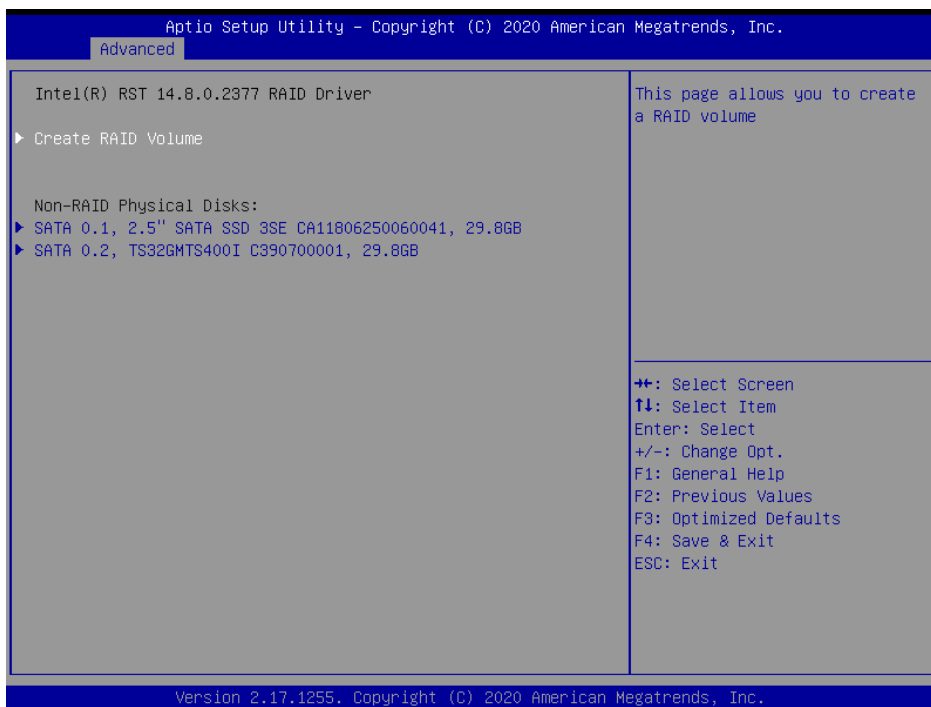 Aptio Setup Utility – Copyright (C) 2020 American Megatrends, Inc.
Advanced
Intel(R) RST 14.8.0.2377 RAID Driver
Create RAID Volume
Non-RAID Physical Disks:
SATA 0.1, 2.5" SATA SSD 3SE CA11806250060041, 29.8GB
SATA 0.2, TS32GMTS400I C390700001, 29.8GB
This page allows you to create
a RAID volume
→←: Select Screen
↑↓: Select Item
Enter: Select
+/-: Change Opt.
F1: General Help
F2: Previous Values
F3: Optimized Defaults
F4: Save & Exit
ESC: Exit
Version 2.17.1255. Copyright (C) 2020 American Megatrends, Inc.